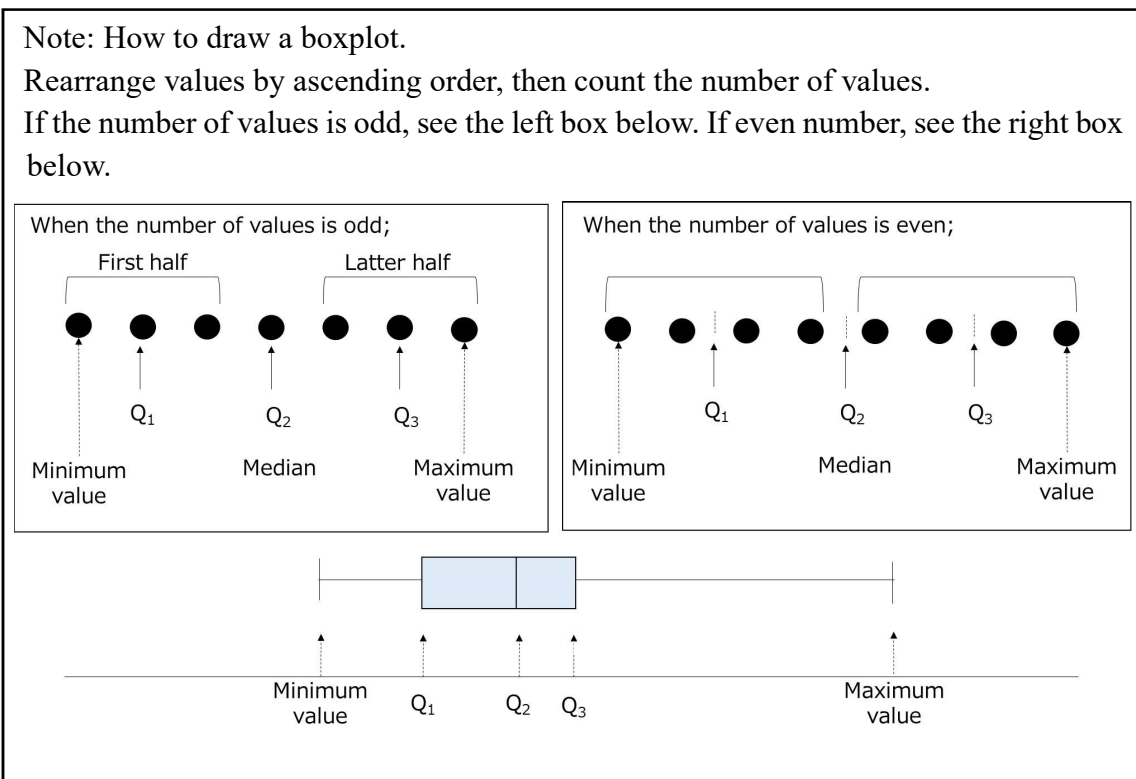 Note: How to draw a boxplot.
Rearrange values by ascending order, then count the number of values.
If the number of values is odd, see the left box below. If even number, see the right box
below.
When the number of values is odd;
First half
Latter half
Q₁
Q₂
Q₃
Minimum
value
Median
Maximum
value
When the number of values is even;
Q₁
Q₂
Q₃
Minimum
value
Median
Maximum
value
Minimum
value
Q₁
Q₂
Q₃
Maximum
value